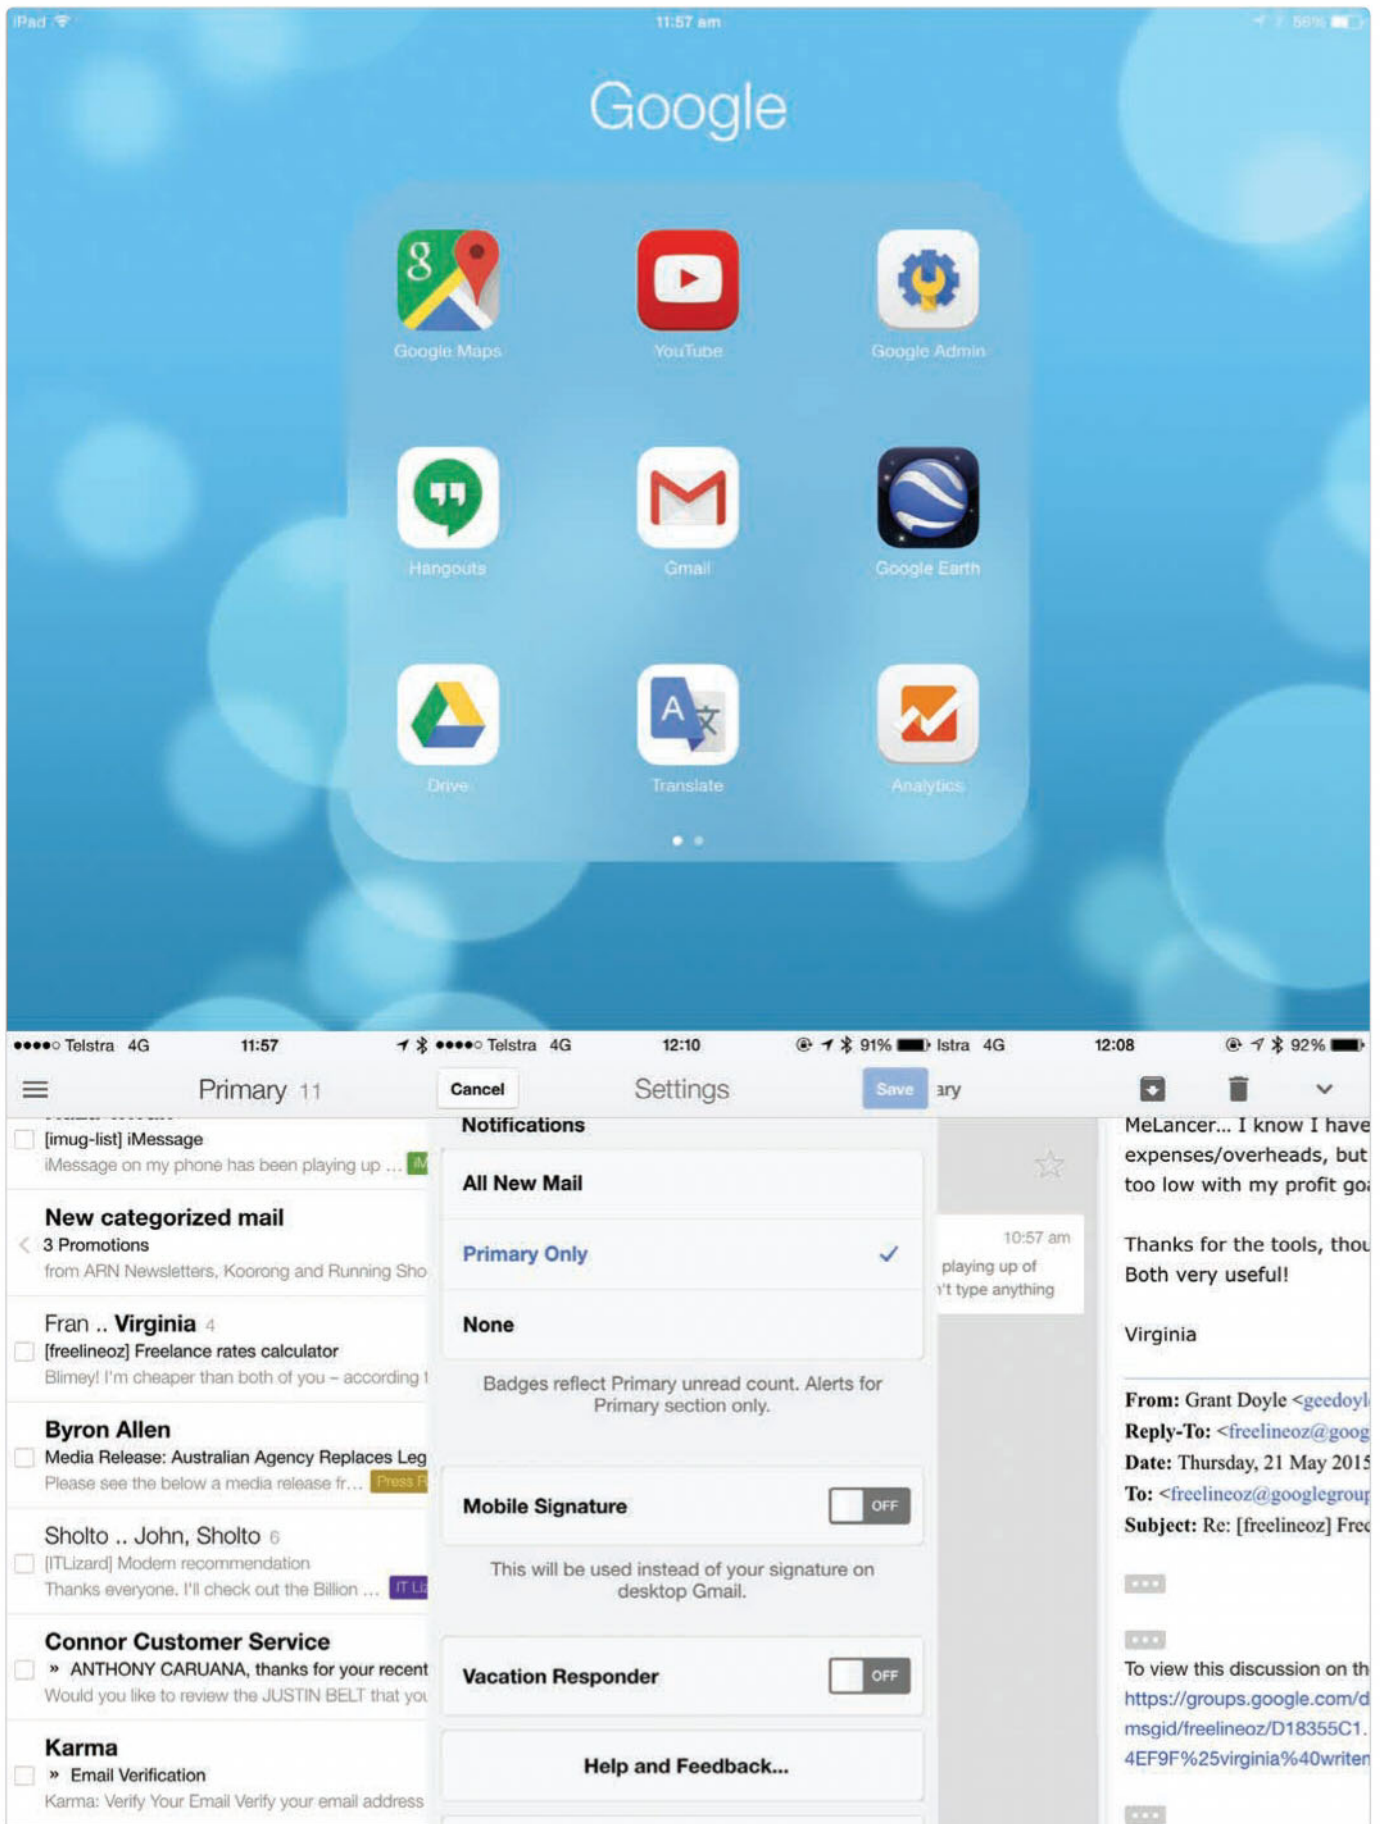 iPad
11:57 am
56%
Google
g
Google Maps
YouTube
Google Admin
Hangouts
Gmail
Google Earth
A 文
Drive
Translate
Analytics
Telstra 4G 11:57
Primary 11
[imug-list] iMessage
iMessage on my phone has been playing up ...
New categorized mail
3 Promotions
from ARN Newsletters, Koorong and Running Sho
Fran .. Virginia 4
[freelineoz] Freelance rates calculator
Blimey! I'm cheaper than both of you – according
Byron Allen
Media Release: Australian Agency Replaces Leg
Please see the below a media release fr... Press R
Sholto .. John, Sholto 6
[ITLizard] Modem recommendation
Thanks everyone. I'll check out the Billion ... IT Liz
Connor Customer Service
» ANTHONY CARUANA, thanks for your recent
Would you like to review the JUSTIN BELT that you
Karma
» Email Verification
Karma: Verify Your Email Verify your email address
Telstra 4G 12:10 91%
Cancel Settings Save
Notifications
All New Mail
Primary Only
None
Badges reflect Primary unread count. Alerts for
Primary section only.
Mobile Signature OFF
This will be used instead of your signature on
desktop Gmail.
Vacation Responder OFF
Help and Feedback...
lstra 4G 12:08 92%
ary
10:57 am
playing up of
n't type anything
MeLancer... I know I have
expenses/overheads, but
too low with my profit goa
Thanks for the tools, thou
Both very useful!
Virginia
From: Grant Doyle <geedoyl
Reply-To: <freelineoz@goog
Date: Thursday, 21 May 2015
To: <freelineoz@googlegroup
Subject: Re: [freelineoz] Free
To view this discussion on th
https://groups.google.com/d
msgid/freelineoz/D18355C1.
4EF9F%25virginia%40writer